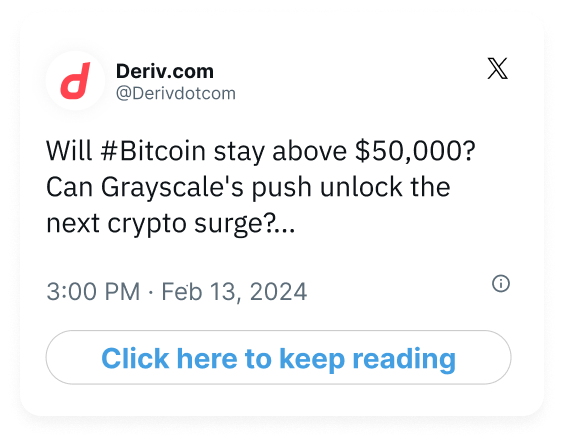 Deriv.com
@Derivdotcom
Will #Bitcoin stay above $50,000?
Can Grayscale's push unlock the
next crypto surge?...
3:00 PM · Feb 13, 2024
Click here to keep reading